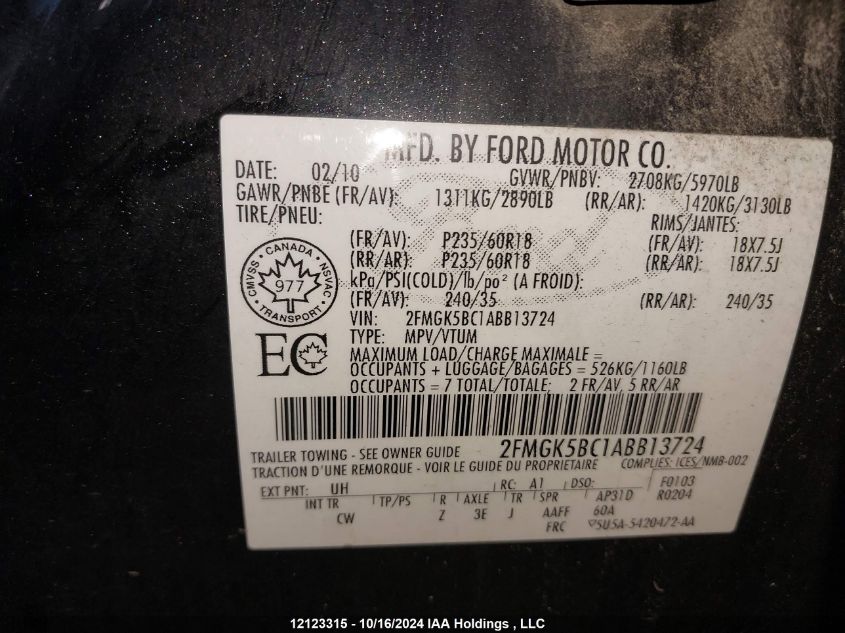 MFD. BY FORD MOTOR CO.
DATE: 02/10 GVWR/PNBV: 2708KG/5970LB
GAWR/PNBE (FR/AV): 1311KG/2890LB (RR/AR): 1420KG/3130LB
TIRE/PNEU: RIMS/JANTES:
(FR/AV): P235/60R18 (FR/AV): 18X7.5J
(RR/AR): P235/60R18 (RR/AR): 18X7.5J
kPa/PSI(COLD)/lb/po² (A FROID):
(FR/AV): 240/35 (RR/AR): 240/35
CANADA
CMVSS NSVAC
977
TRANSPORT
Ford
VIN: 2FMGK5BC1ABB13724
TYPE: MPV/VTUM
EC
MAXIMUM LOAD/CHARGE MAXIMALE =
OCCUPANTS + LUGGAGE/BAGAGES = 526KG/1160LB
OCCUPANTS = 7 TOTAL/TOTALE; 2 FR/AV, 5 RR/AR
TRAILER TOWING - SEE OWNER GUIDE 2FMGK5BC1ABB13724
TRACTION D'UNE REMORQUE - VOIR LE GUIDE DU PROPRIETAIRE COMPLIES: ICES/NMB-002
EXT PNT: UH RC: A1 DSO: F0103
INT TR TP/PS R AXLE TR SPR AP31D R0204
CW Z 3E J AAFF 60A
FRC ▽5U5A-5420472-AA
12123315 - 10/16/2024 IAA Holdings , LLC